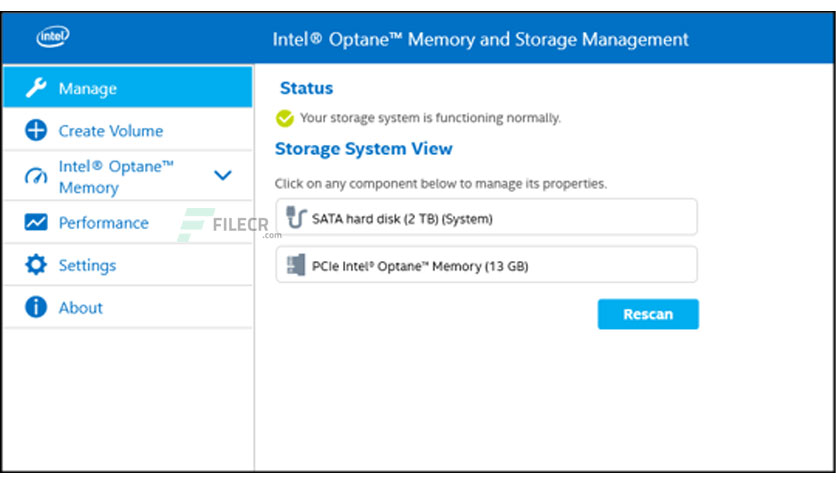 intel
Intel® Optane™ Memory and Storage Management
Manage
Create Volume
Intel® Optane™
Memory
Performance
Settings
About
Status
Your storage system is functioning normally.
Storage System View
Click on any component below to manage its properties.
SATA hard disk (2 TB) (System)
PCIe Intel® Optane™ Memory (13 GB)
Rescan
FILECR
.com